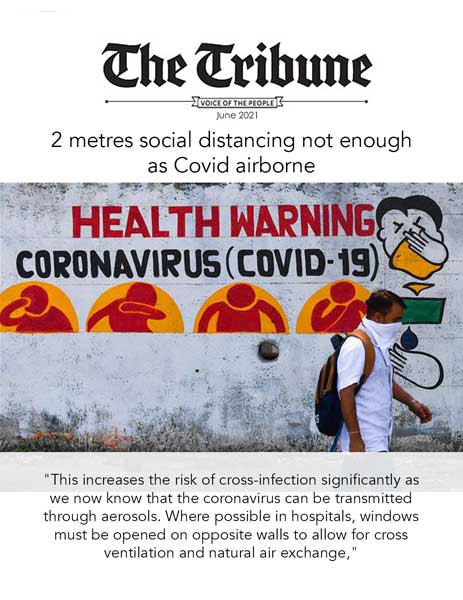 The Tribune
VOICE OF THE PEOPLE
June 2021
2 metres social distancing not enough
as Covid airborne
HEALTH WARNING
CORONAVIRUS (COVID-19)
"This increases the risk of cross-infection significantly as
we now know that the coronavirus can be transmitted
through aerosols. Where possible in hospitals, windows
must be opened on opposite walls to allow for cross
ventilation and natural air exchange,"